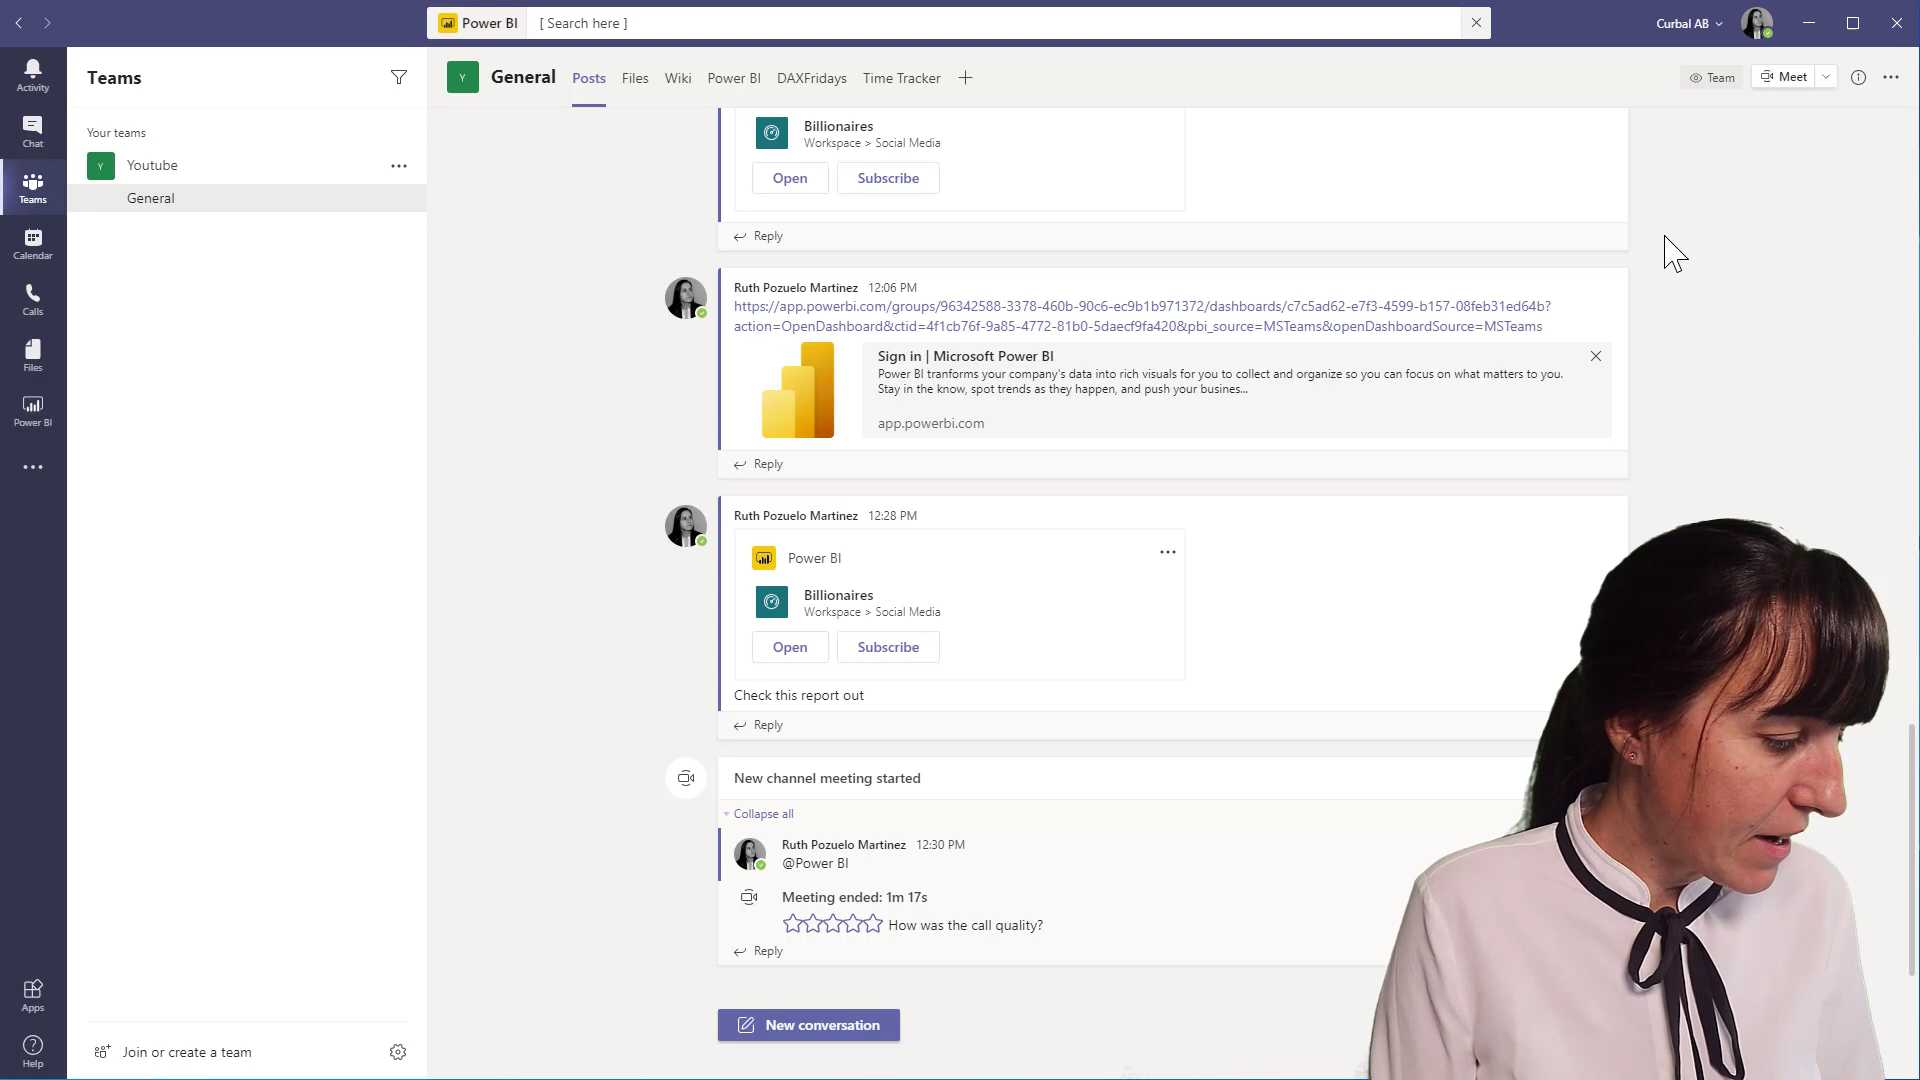 Power BI
[ Search here ]
Curbal AB
Activity
Chat
Teams
Calendar
Calls
Files
Power BI
Apps
Help
Teams
Your teams
Y
Youtube
General
Join or create a team
Y
General
Posts
Files
Wiki
Power BI
DAXFridays
Time Tracker
Team
Meet
Billionaires
Workspace > Social Media
Open
Subscribe
Reply
Ruth Pozuelo Martinez 12:06 PM
https://app.powerbi.com/groups/96342588-3378-460b-90c6-ec9b1b971372/dashboards/c7c5ad62-e7f3-4599-b157-08feb31ed64b?
action=OpenDashboard&ctid=4f1cb76f-9a85-4772-81b0-5daecf9fa420&pbi_source=MSTeams&openDashboardSource=MSTeams
Sign in | Microsoft Power BI
Power BI tranforms your company's data into rich visuals for you to collect and organize so you can focus on what matters to you.
Stay in the know, spot trends as they happen, and push your busines...
app.powerbi.com
Reply
Ruth Pozuelo Martinez 12:28 PM
Power BI
Billionaires
Workspace > Social Media
Open
Subscribe
Check this report out
Reply
New channel meeting started
Collapse all
Ruth Pozuelo Martinez 12:30 PM
@Power BI
Meeting ended: 1m 17s
How was the call quality?
Reply
New conversation